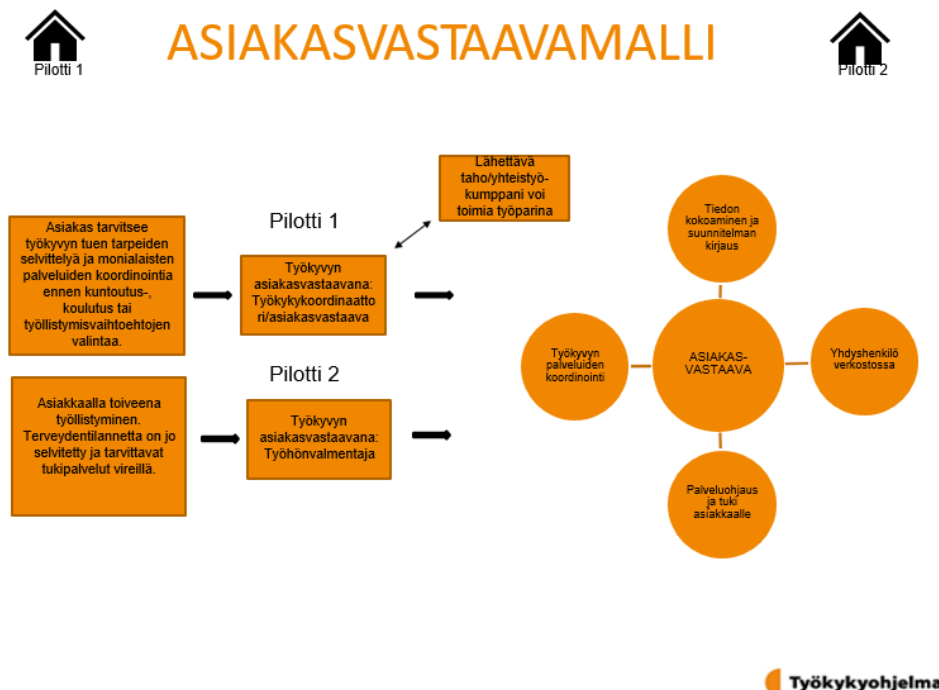 ASIAKASVASTAAVAMALLI
Pilotti 1
Pilotti 2
Lähettävä
taho/yhteistyö-
kumppani voi
toimia työparina
Pilotti 1
Asiakas tarvitsee
työkyvyn tuen tarpeiden
selvittelyä ja monialaisten
palveluiden koordinointia
ennen kuntoutus-,
koulutus tai
työllistymisvaihtoehtojen
valintaa.
Työkyvyn
asiakasvastaavana:
Työkykykoordinaatto
ri/asiakasvastaava
Pilotti 2
Asiakkaalla toiveena
työllistyminen.
Terveydentilannetta on jo
selvitetty ja tarvittavat
tukipalvelut vireillä.
Työkyvyn
asiakasvastaavana:
Työhönvalmentaja
Tiedon
kokoaminen ja
suunnitelman
kirjaus
Työkyvyn
palveluiden
koordinointi
ASIAKAS-
VASTAAVA
Yhdyshenkilö
verkostossa
Palveluohjaus
ja tuki
asiakkaalle
Työkykyohjelma